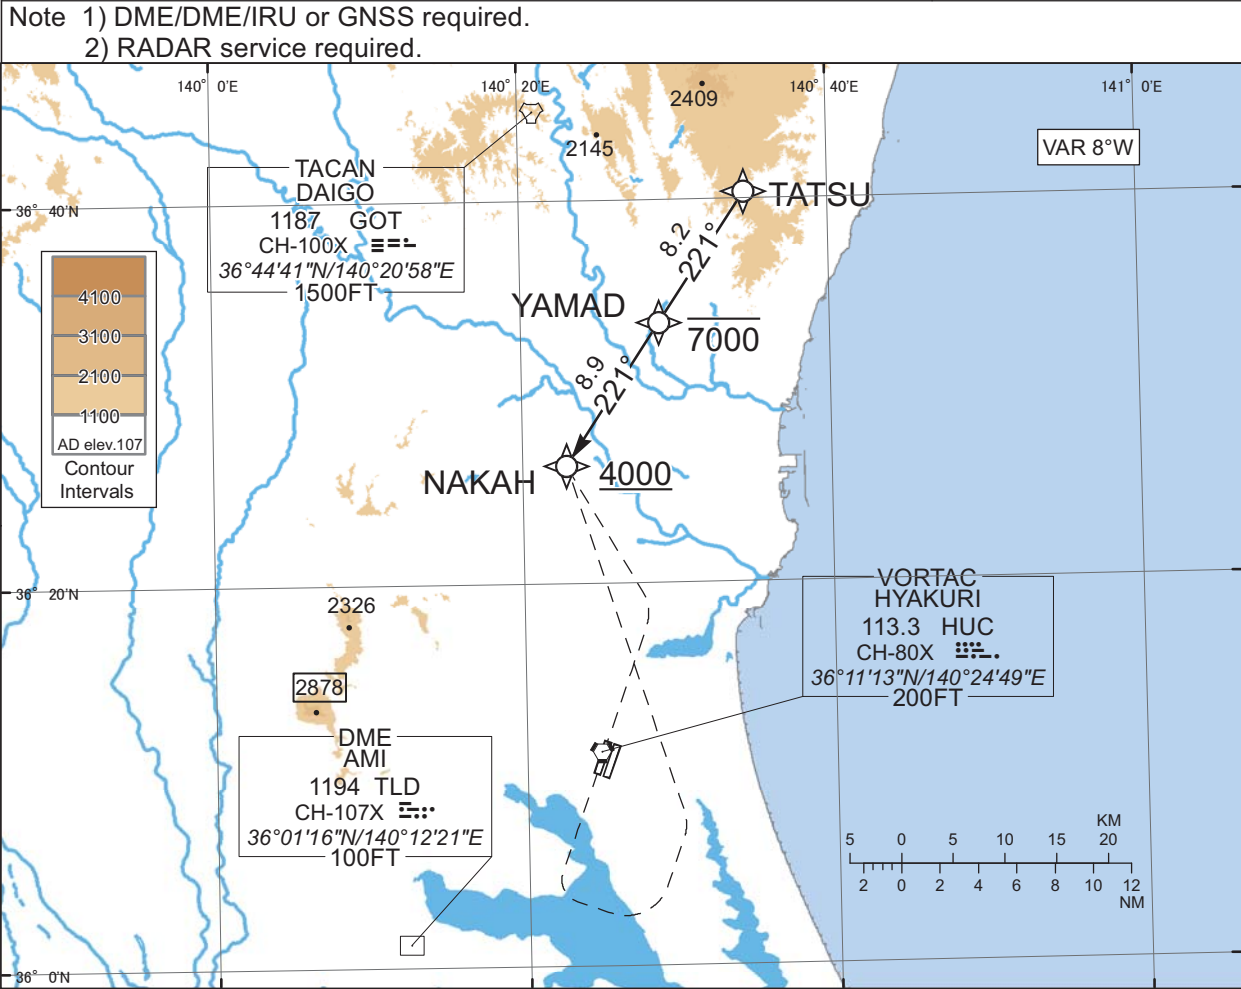 Note 1) DME/DME/IRU or GNSS required.
2) RADAR service required.
140° 0'E
140° 20'E
140° 40'E
141° 0'E
2409
2145
VAR 8°W
TACAN
DAIGO
1187 GOT
CH-100X
36°44'41"N/140°20'58"E
1500FT
TATSU
36° 40'N
8.2
221°
YAMAD
7000
4100
3100
2100
1100
AD elev.107
Contour
Intervals
8.9
221°
NAKAH
4000
36° 20'N
VORTAC
HYAKURI
113.3 HUC
CH-80X
36°11'13"N/140°24'49"E
200FT
2326
2878
DME
AMI
1194 TLD
CH-107X
36°01'16"N/140°12'21"E
100FT
KM
5 0 5 10 15 20
2 0 2 4 6 8 10 12
NM
36° 0'N